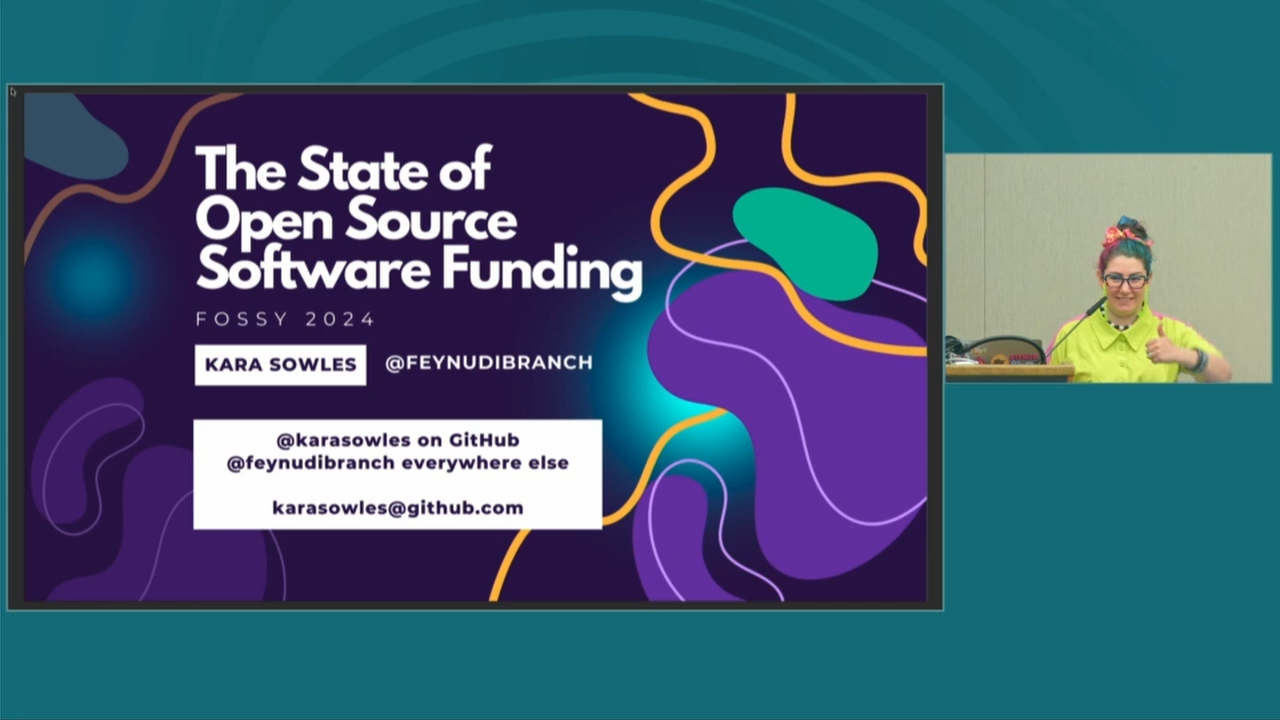 The State of
Open Source
Software Funding
FOSSY 2024
KARA SOWLES @FEYNUDIBRANCH
@karasowles on GitHub
@feynudibranch everywhere else
karasowles@github.com